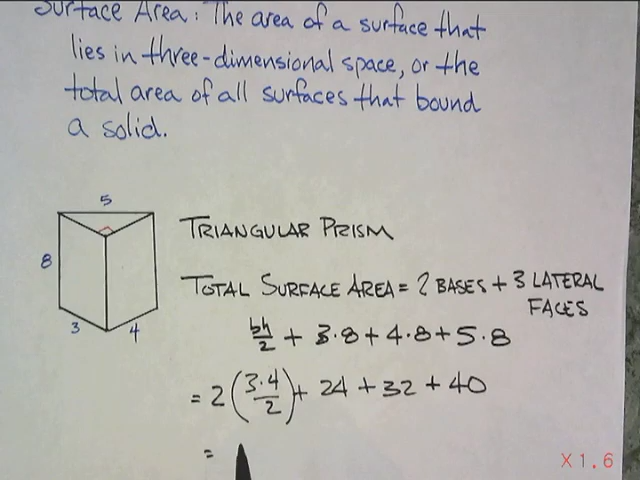 Surface Area: The area of a surface that
lies in three-dimensional space, or the
total area of all surfaces that bound
a solid.
5
8
3
4
TRIANGULAR PRISM
TOTAL SURFACE AREA = 2 BASES + 3 LATERAL
FACES
bh/2 + 3·8 + 4·8 + 5·8
= 2(3·4/2) + 24 + 32 + 40
=
X1.6